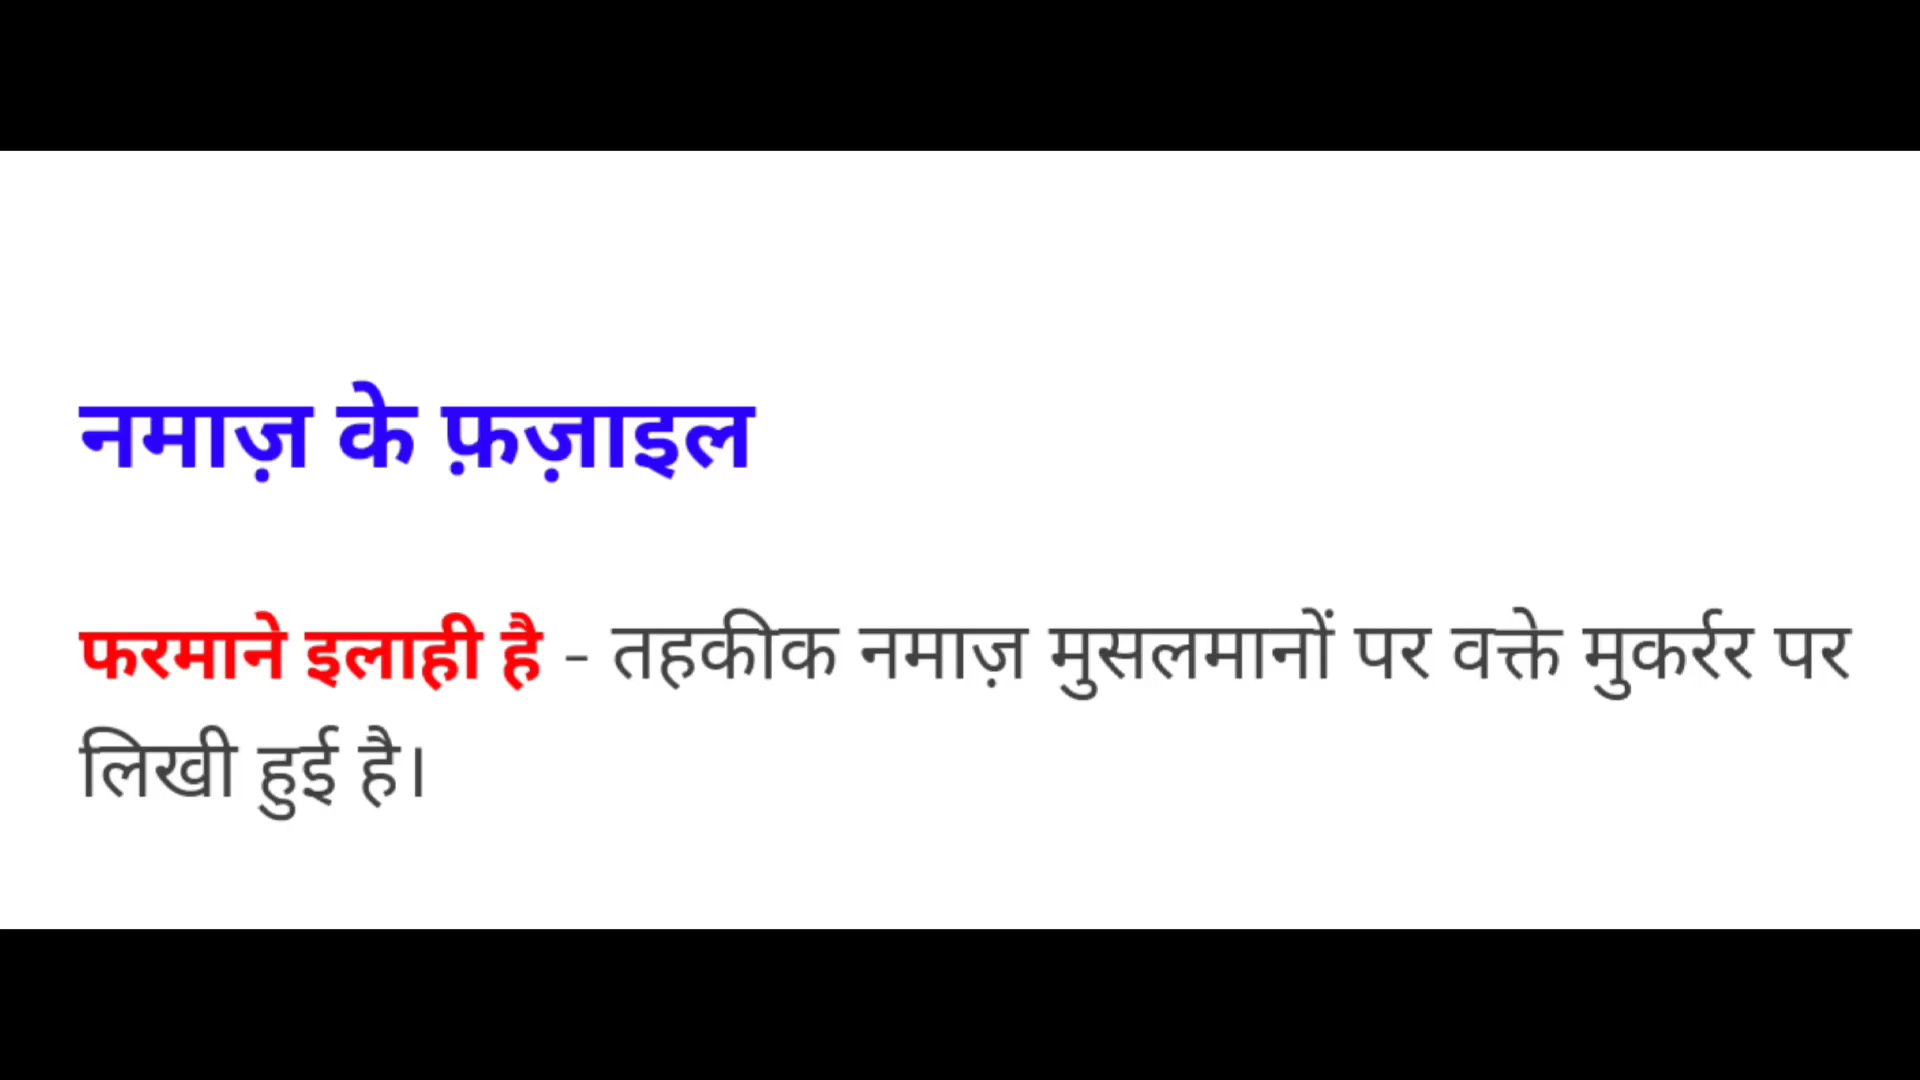 नमाज़ के फ़ज़ाइल
फरमाने इलाही है - तहकीक नमाज़ मुसलमानों पर वक्ते मुकर्रर पर
लिखी हुई है।